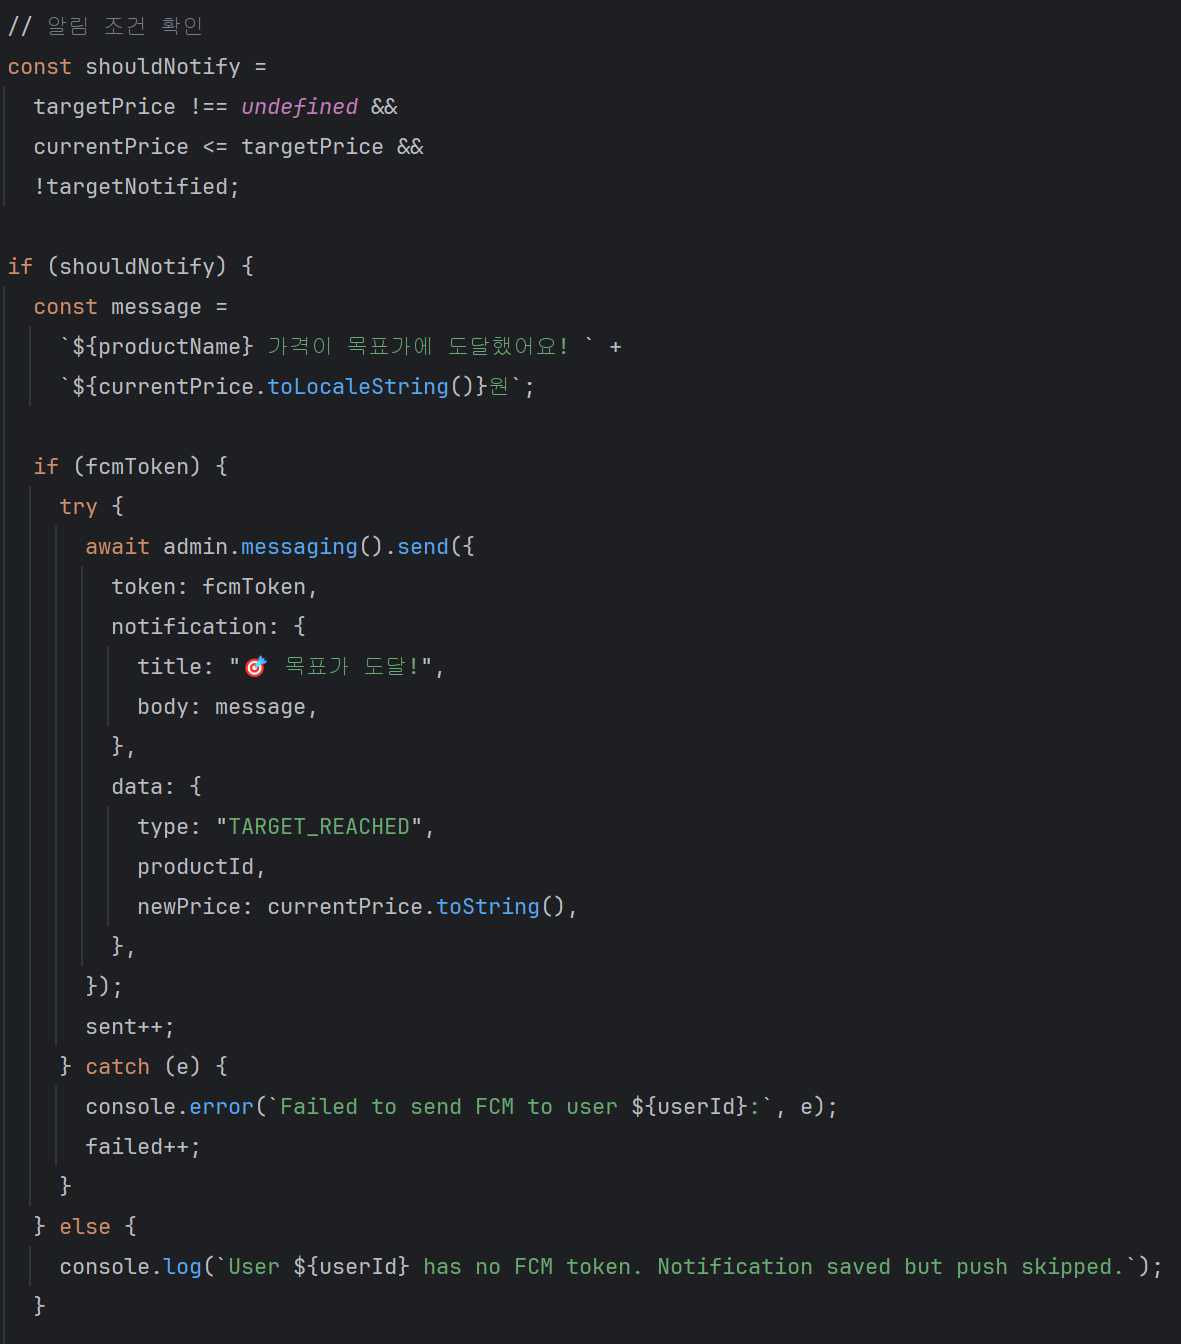 // 알림 조건 확인
const shouldNotify =
  targetPrice !== undefined &&
  currentPrice <= targetPrice &&
  !targetNotified;

if (shouldNotify) {
  const message =
    `${productName} 가격이 목표가에 도달했어요! ` +
    `${currentPrice.toLocaleString()}원`;

  if (fcmToken) {
    try {
      await admin.messaging().send({
        token: fcmToken,
        notification: {
          title: "🎯 목표가 도달!",
          body: message,
        },
        data: {
          type: "TARGET_REACHED",
          productId,
          newPrice: currentPrice.toString(),
        },
      });
      sent++;
    } catch (e) {
      console.error(`Failed to send FCM to user ${userId}:`, e);
      failed++;
    }
  } else {
    console.log(`User ${userId} has no FCM token. Notification saved but push skipped.`);
  }